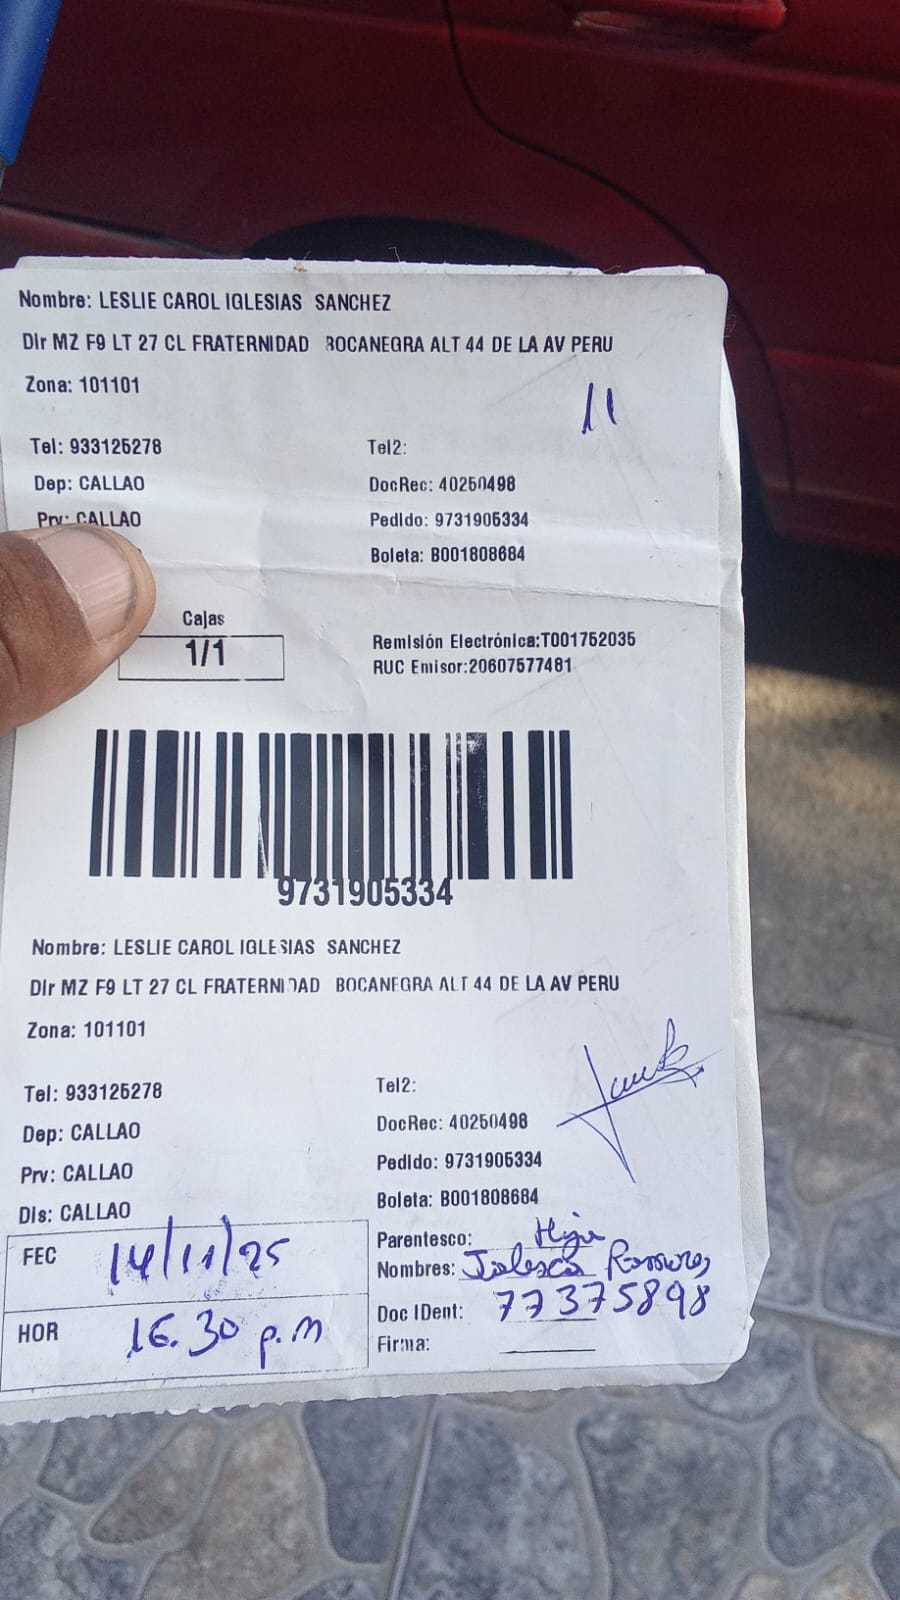 Nombre: LESLIE CAROL IGLESIAS SANCHEZ
Dir MZ F9 LT 27 CL FRATERNIDAD BOCANEGRA ALT 44 DE LA AV PERU
Zona: 101101
11
Tel: 933125278 Tel2:
Dep: CALLAO DocRec: 40250498
Prv: CALLAO Pedido: 9731905334
Boleta: B001808684
Cajas
1/1
Remisión Electrónica:T001752035
RUC Emisor:20607577481
9731905334
Nombre: LESLIE CAROL IGLESIAS SANCHEZ
Dir MZ F9 LT 27 CL FRATERNIDAD BOCANEGRA ALT 44 DE LA AV PERU
Zona: 101101
Tel: 933125278 Tel2:
Dep: CALLAO DocRec: 40250498
Prv: CALLAO Pedido: 9731905334
Dis: CALLAO Boleta: B001808684
FEC 14/11/25
HOR 16.30 p.m
Parentesco: Hija
Nombres:
Doc IDent: 77375898
Firma: